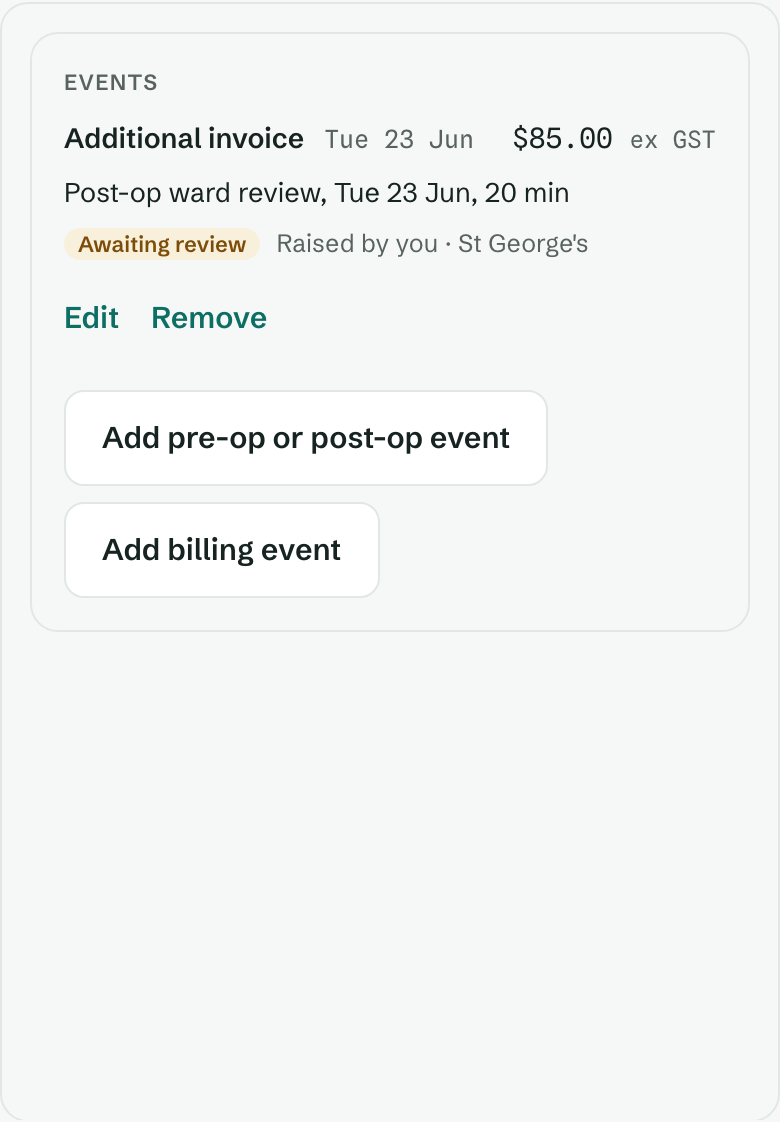 EVENTS
Additional invoice Tue 23 Jun $85.00 ex GST
Post-op ward review, Tue 23 Jun, 20 min
Awaiting review Raised by you · St George's
Edit Remove
Add pre-op or post-op event
Add billing event